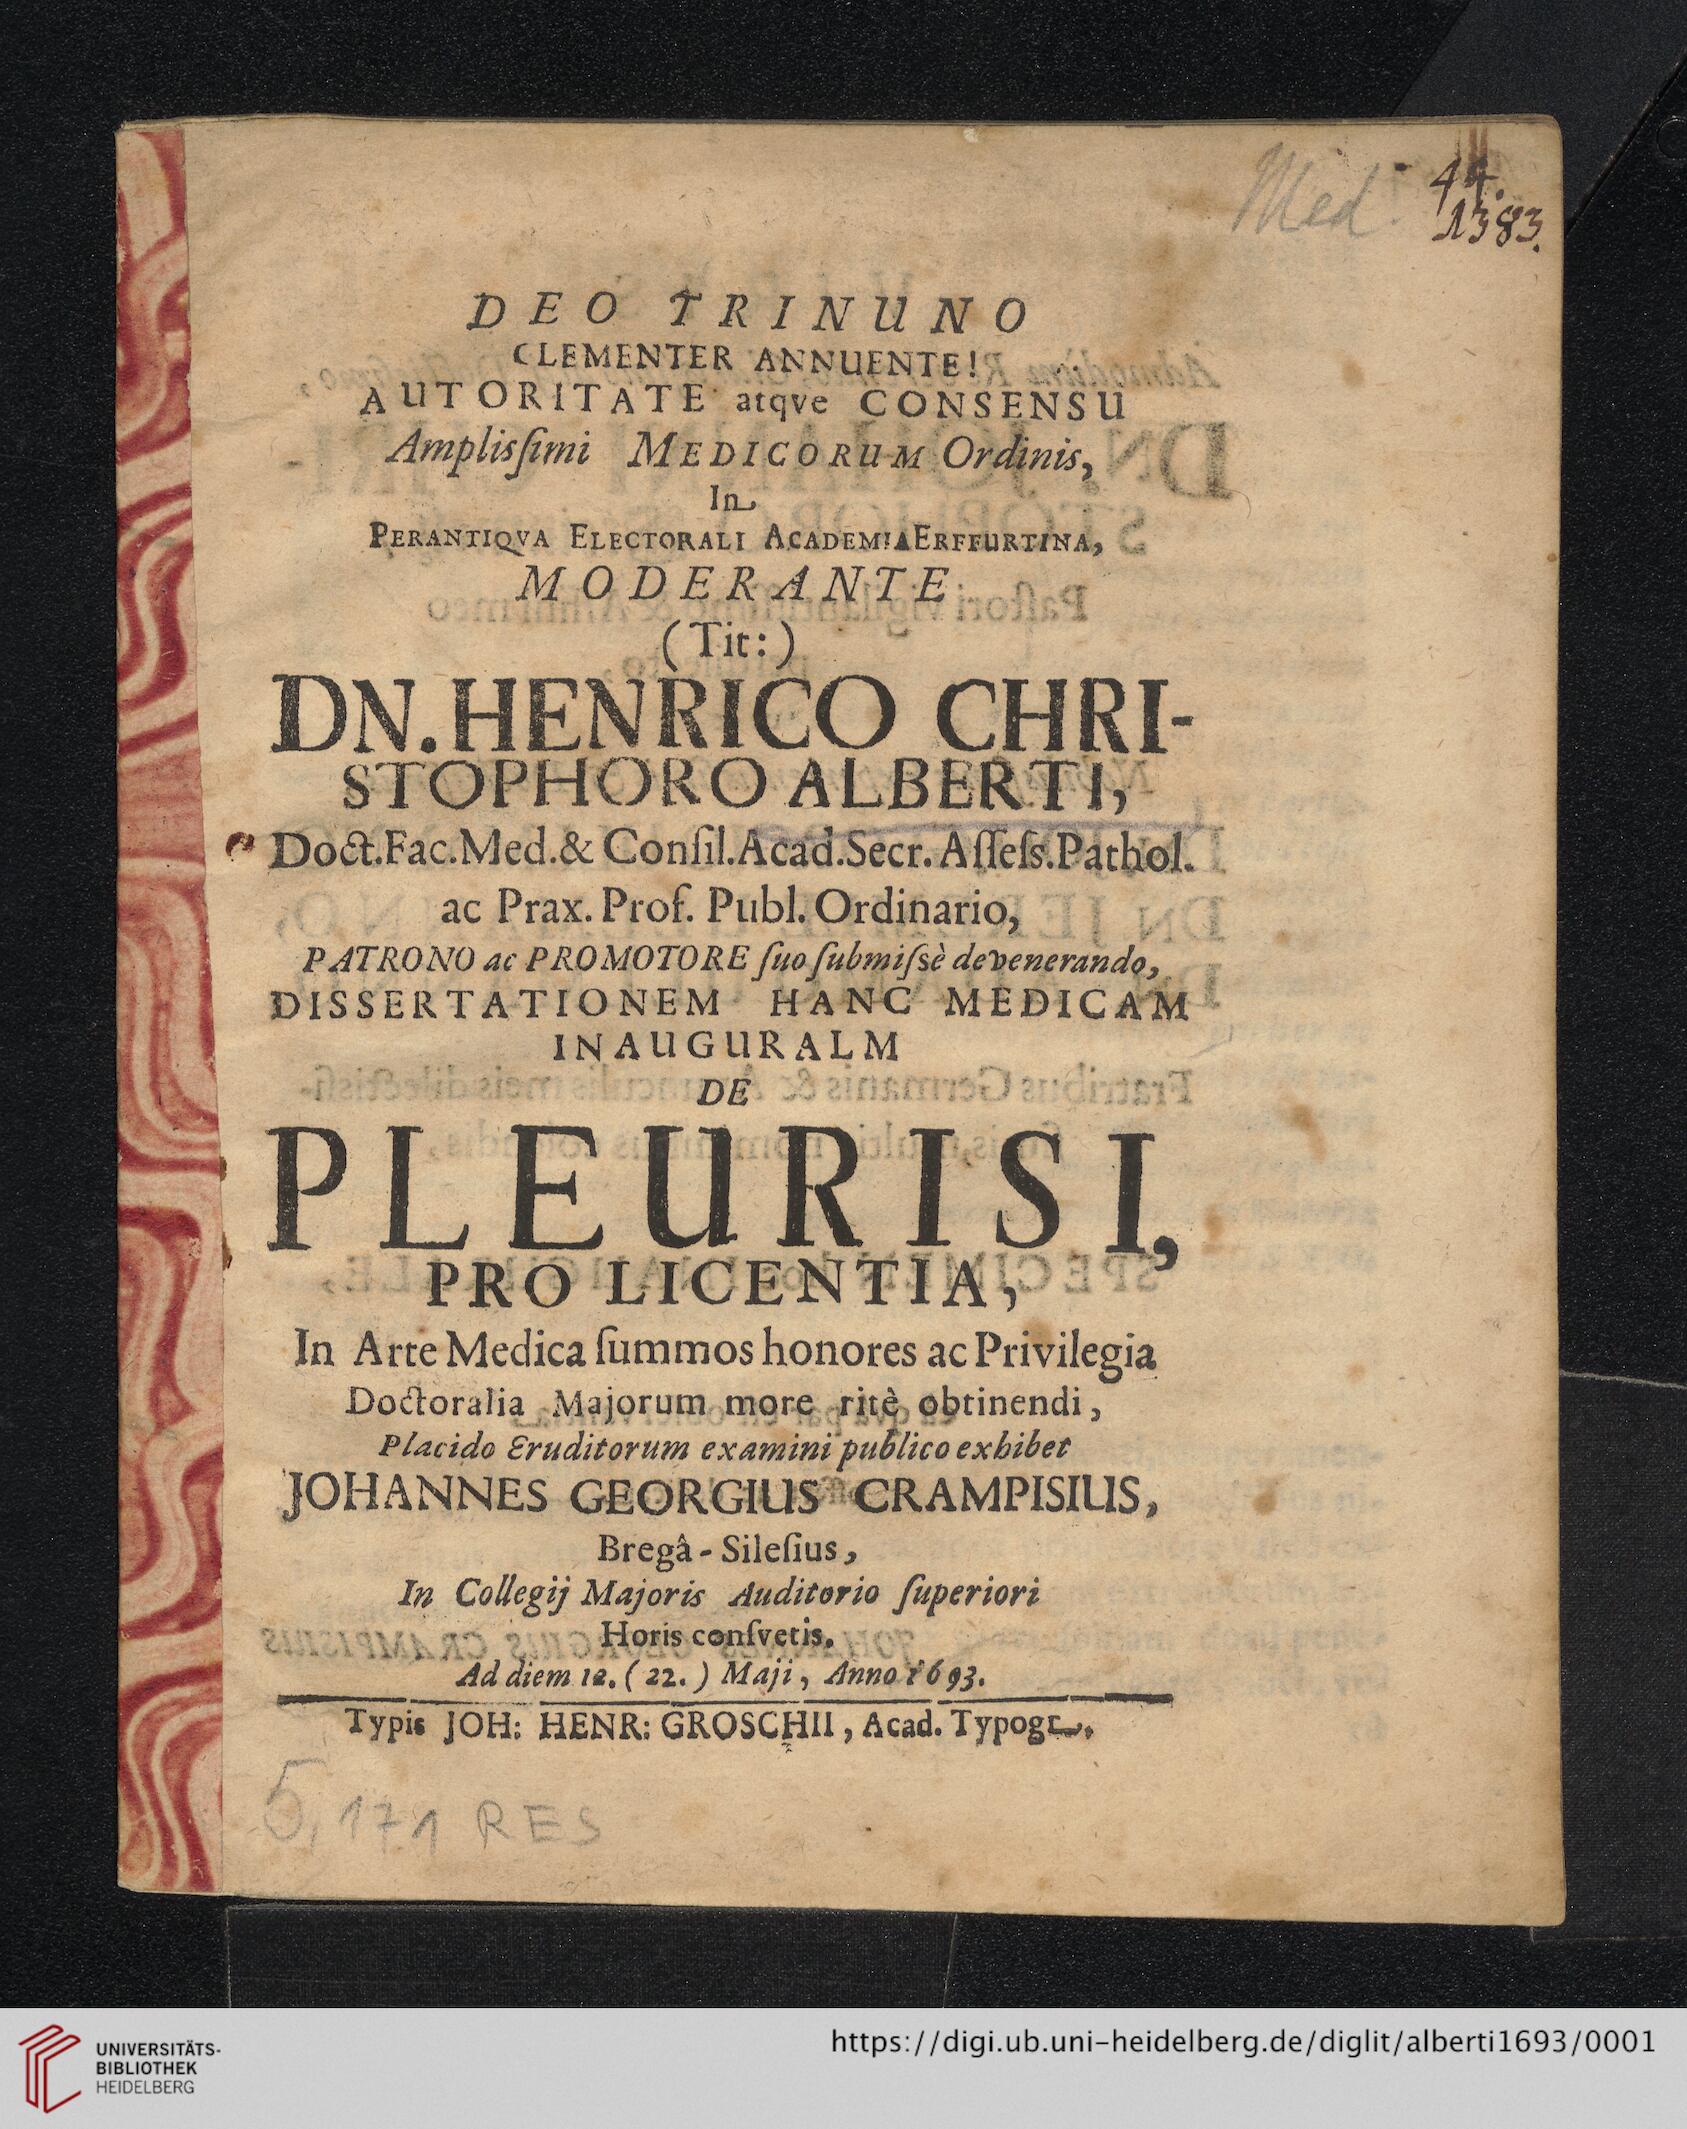 Med. 44.
1383.
DEO TRINUNO
CLEMENTER ANNUENTE!
AUTORITATE atqve CONSENSU
Amplisſimi MEDICORUM Ordinis,
In
PERANTIQVA ELECTORALI ACADEMIA ERFFURTINA,
MODERANTE
(Tit:)
DN. HENRICO CHRI-
STOPHORO ALBERTI,
Doct. Fac. Med. & Conſil. Acad. Secr. Aſſeſs. Pathol.
ac Prax. Prof. Publ. Ordinario,
PATRONO ac PROMOTORE ſuo ſubmiſsè devenerando,
DISSERTATIONEM HANC MEDICAM
INAUGURALM
DE
PLEURISI,
PRO LICENTIA,
In Arte Medica ſummos honores ac Privilegia
Doctoralia Majorum more ritè obtinendi,
Placido Eruditorum examini publico exhibet
JOHANNES GEORGIUS CRAMPISIUS,
Bregâ-Sileſius,
In Collegij Majoris Auditorio ſuperiori
Horis conſvetis.
Ad diem 12. (22.) Maji, Anno 1693.
Typis JOH: HENR: GROSCHII, Acad. Typogr.
5,171 RES
UNIVERSITÄTS-
BIBLIOTHEK
HEIDELBERG
https://digi.ub.uni-heidelberg.de/diglit/alberti1693/0001